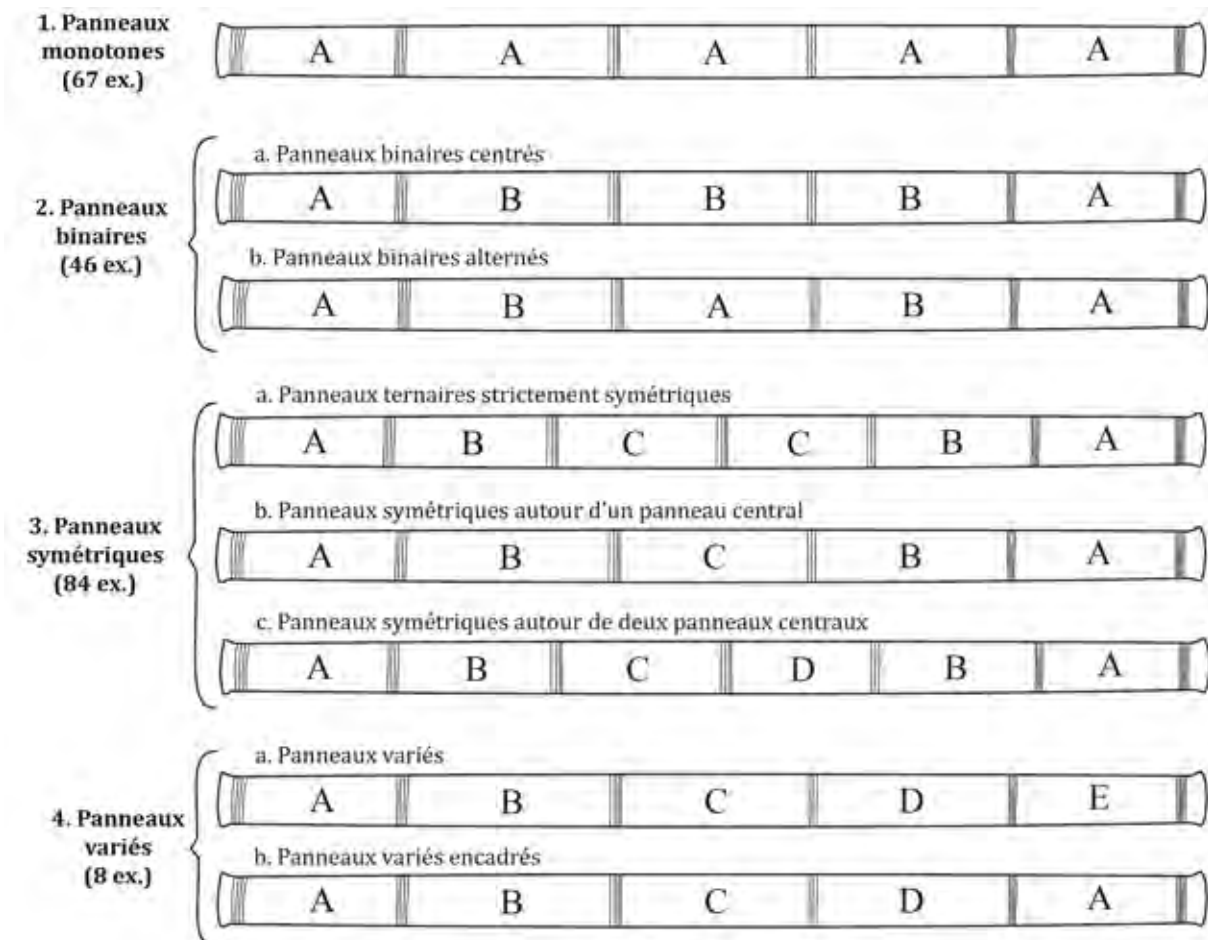 1. Panneaux
monotones
(67 ex.)
A A A A A
2. Panneaux
binaires
(46 ex.)
a. Panneaux binaires centrés
A B B B A
b. Panneaux binaires alternés
A B A B A
3. Panneaux
symétriques
(84 ex.)
a. Panneaux ternaires strictement symétriques
A B C C B A
b. Panneaux symétriques autour d'un panneau central
A B C B A
c. Panneaux symétriques autour de deux panneaux centraux
A B C D B A
4. Panneaux
variés
(8 ex.)
a. Panneaux variés
A B C D E
b. Panneaux variés encadrés
A B C D A